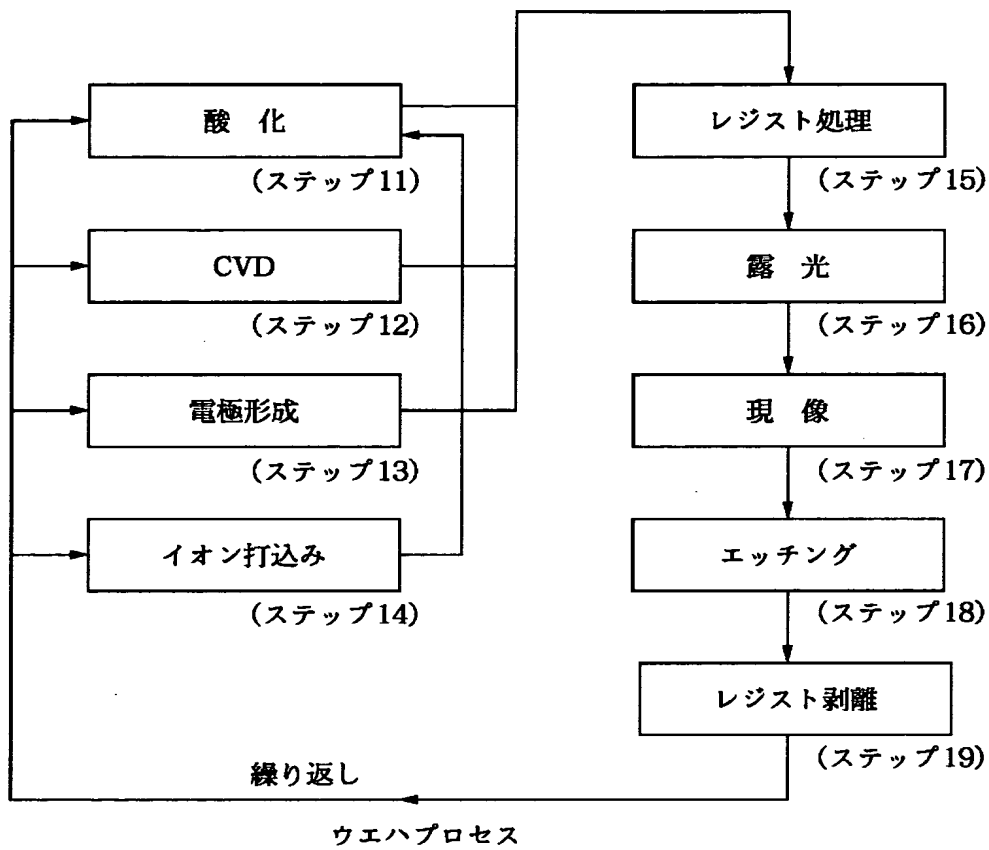 酸 化
(ステップ11)
CVD
(ステップ12)
電極形成
(ステップ13)
イオン打込み
(ステップ14)
レジスト処理
(ステップ15)
露 光
(ステップ16)
現 像
(ステップ17)
エッチング
(ステップ18)
レジスト剥離
(ステップ19)
繰り返し
ウエハプロセス